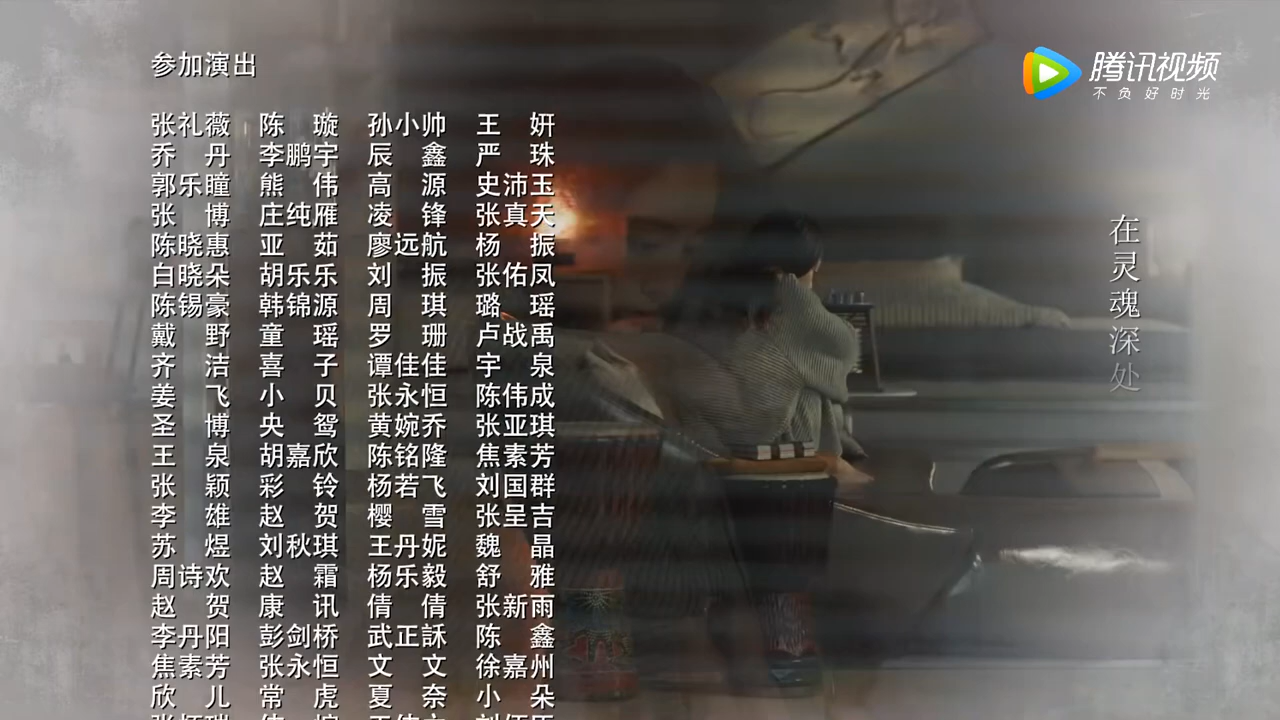 参加演出
张礼薇 陈 璇 孙小帅 王 妍
乔 丹 李鹏宇 辰 鑫 严 珠
郭乐瞳 熊 伟 高 源 史沛玉
张 博 庄纯雁 凌 锋 张真天
陈晓惠 亚 茹 廖远航 杨 振
白晓朵 胡乐乐 刘 振 张佑凤
陈锡豪 韩锦源 周 琪 璐 瑶
戴 野 童 瑶 罗 珊 卢战禹
齐 洁 喜 子 谭佳佳 宇 泉
姜 飞 小 贝 张永恒 陈伟成
圣 博 央 鸳 黄婉乔 张亚琪
王 泉 胡嘉欣 陈铭隆 焦素芳
张 颖 彩 铃 杨若飞 刘国群
李 雄 赵 贺 樱 雪 张呈吉
苏 煜 刘秋琪 王丹妮 魏 晶
周诗欢 赵 霜 杨乐毅 舒 雅
赵 贺 康 讯 倩 倩 张新雨
李丹阳 彭剑桥 武正訸 陈 鑫
焦素芳 张永恒 文 文 徐嘉州
欣 儿 常 虎 夏 奈 小 朵
腾讯视频
不负好时光
在灵魂深处